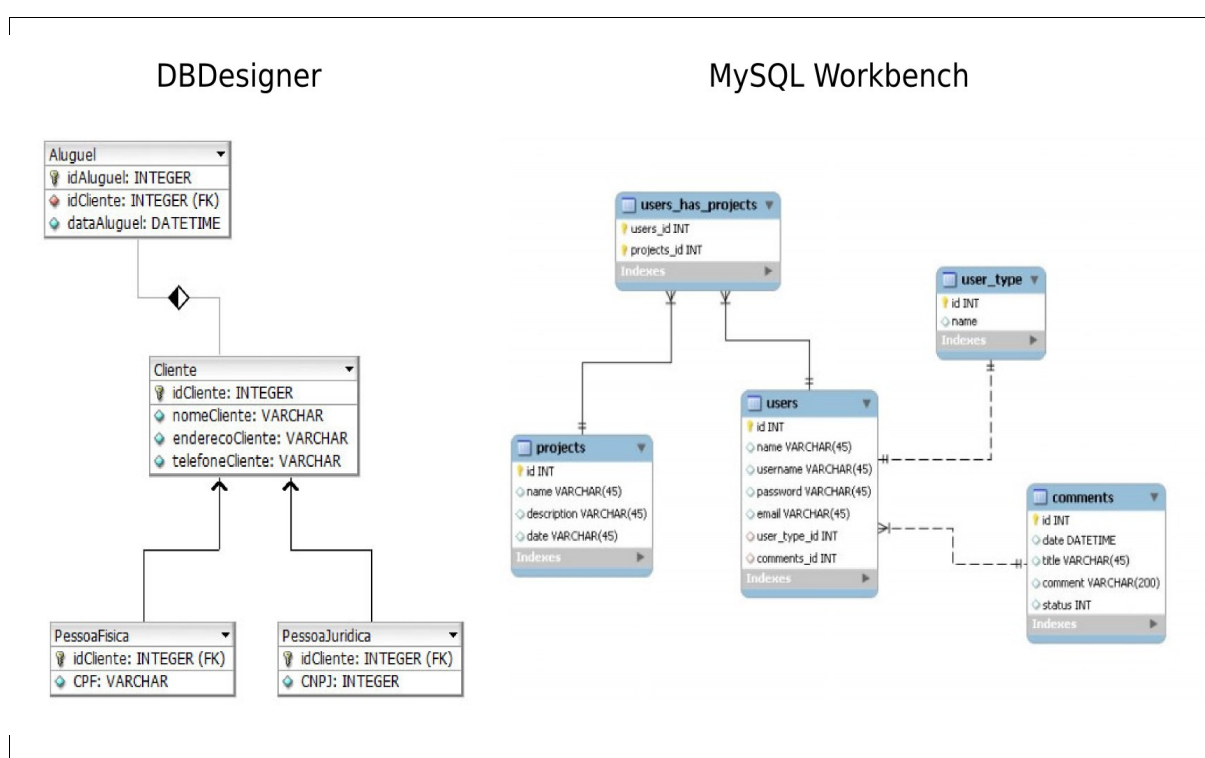 DBDesigner
MySQL Workbench
Aluguel
idAluguel: INTEGER
idCliente: INTEGER (FK)
dataAluguel: DATETIME
Cliente
idCliente: INTEGER
nomeCliente: VARCHAR
enderecoCliente: VARCHAR
telefoneCliente: VARCHAR
PessoaFisica
idCliente: INTEGER (FK)
CPF: VARCHAR
PessoaJuridica
idCliente: INTEGER (FK)
CNPJ: INTEGER
users_has_projects
users_id INT
projects_id INT
Indexes
user_type
id INT
name
Indexes
projects
id INT
name VARCHAR(45)
description VARCHAR(45)
date VARCHAR(45)
Indexes
users
id INT
name VARCHAR(45)
username VARCHAR(45)
password VARCHAR(45)
email VARCHAR(45)
user_type_id INT
comments_id INT
Indexes
comments
id INT
date DATETIME
title VARCHAR(45)
comment VARCHAR(200)
status INT
Indexes